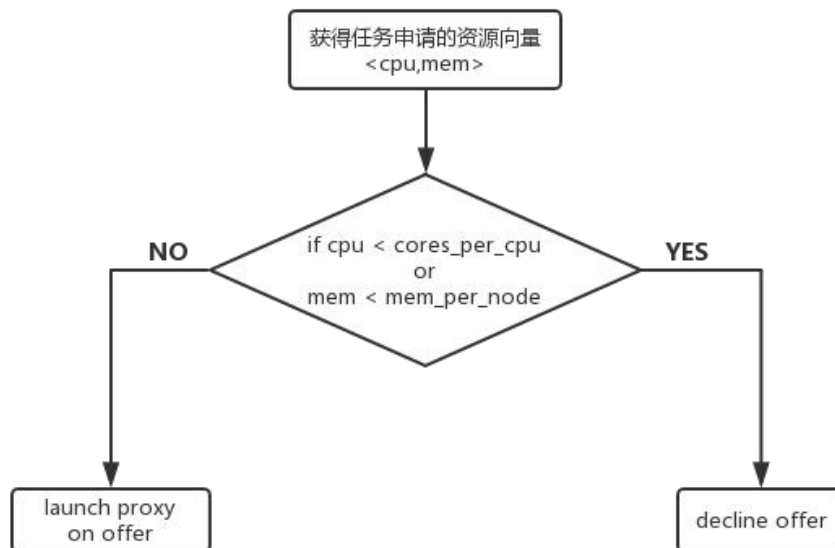 获得任务申请的资源向量
<cpu,mem>
if cpu < cores_per_cpu
or
mem < mem_per_node
NO
YES
launch proxy
on offer
decline offer